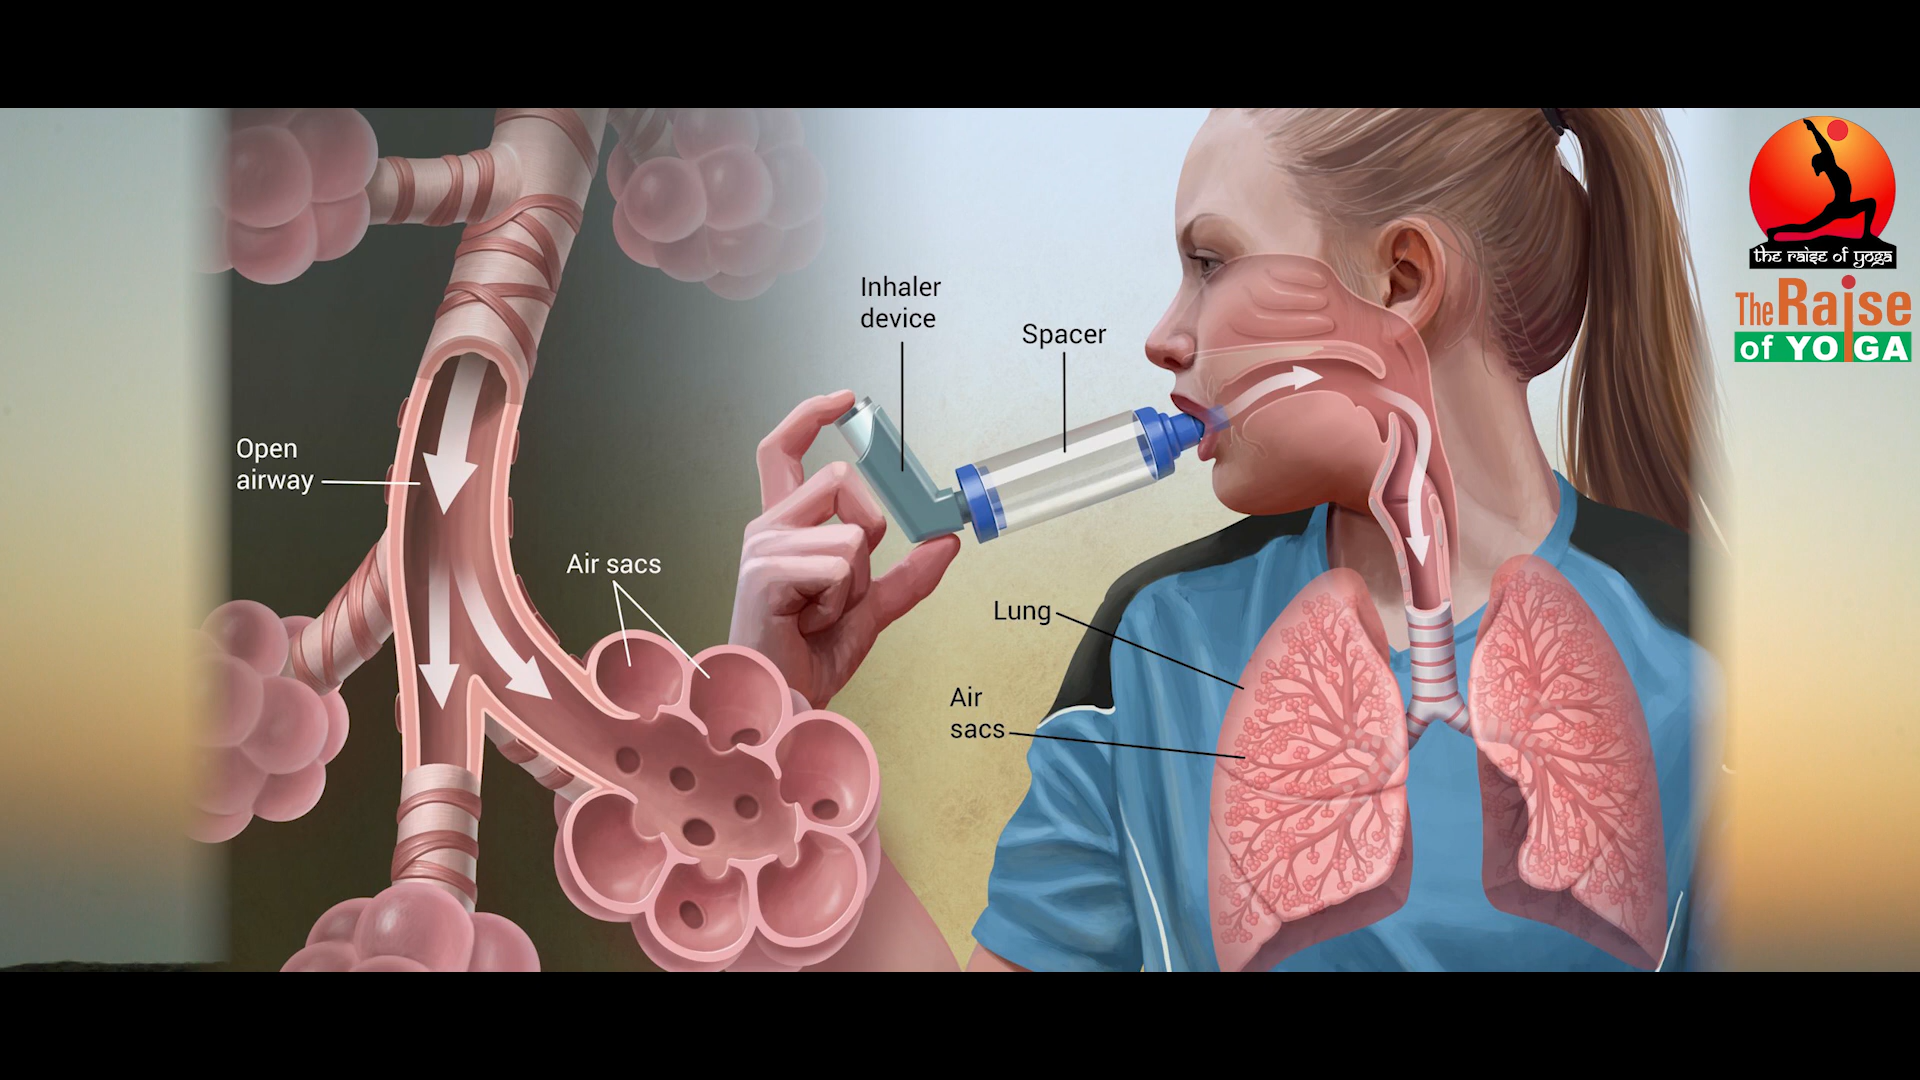 Inhaler
device
Spacer
Open
airway
Air sacs
Lung
Air
sacs
the raise of yoga
The Raise
of YOGA